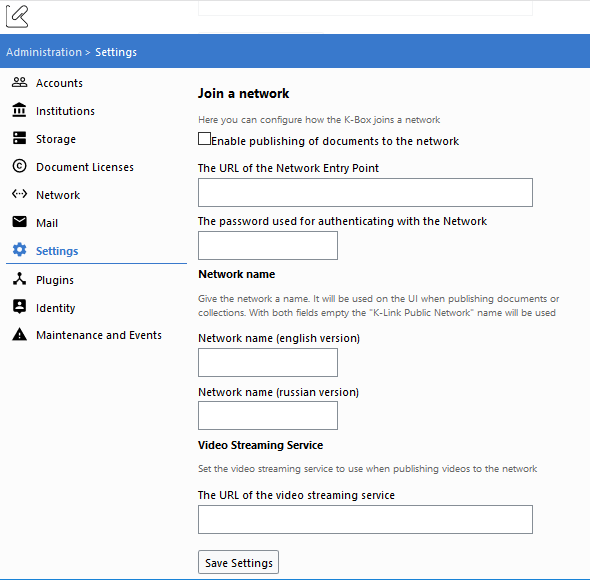 Administration > Settings
Accounts
Institutions
Storage
Document Licenses
Network
Mail
Settings
Plugins
Identity
Maintenance and Events
Join a network
Here you can configure how the K-Box joins a network
Enable publishing of documents to the network
The URL of the Network Entry Point
The password used for authenticating with the Network
Network name
Give the network a name. It will be used on the UI when publishing documents or
collections. With both fields empty the "K-Link Public Network" name will be used
Network name (english version)
Network name (russian version)
Video Streaming Service
Set the video streaming service to use when publishing videos to the network
The URL of the video streaming service
Save Settings